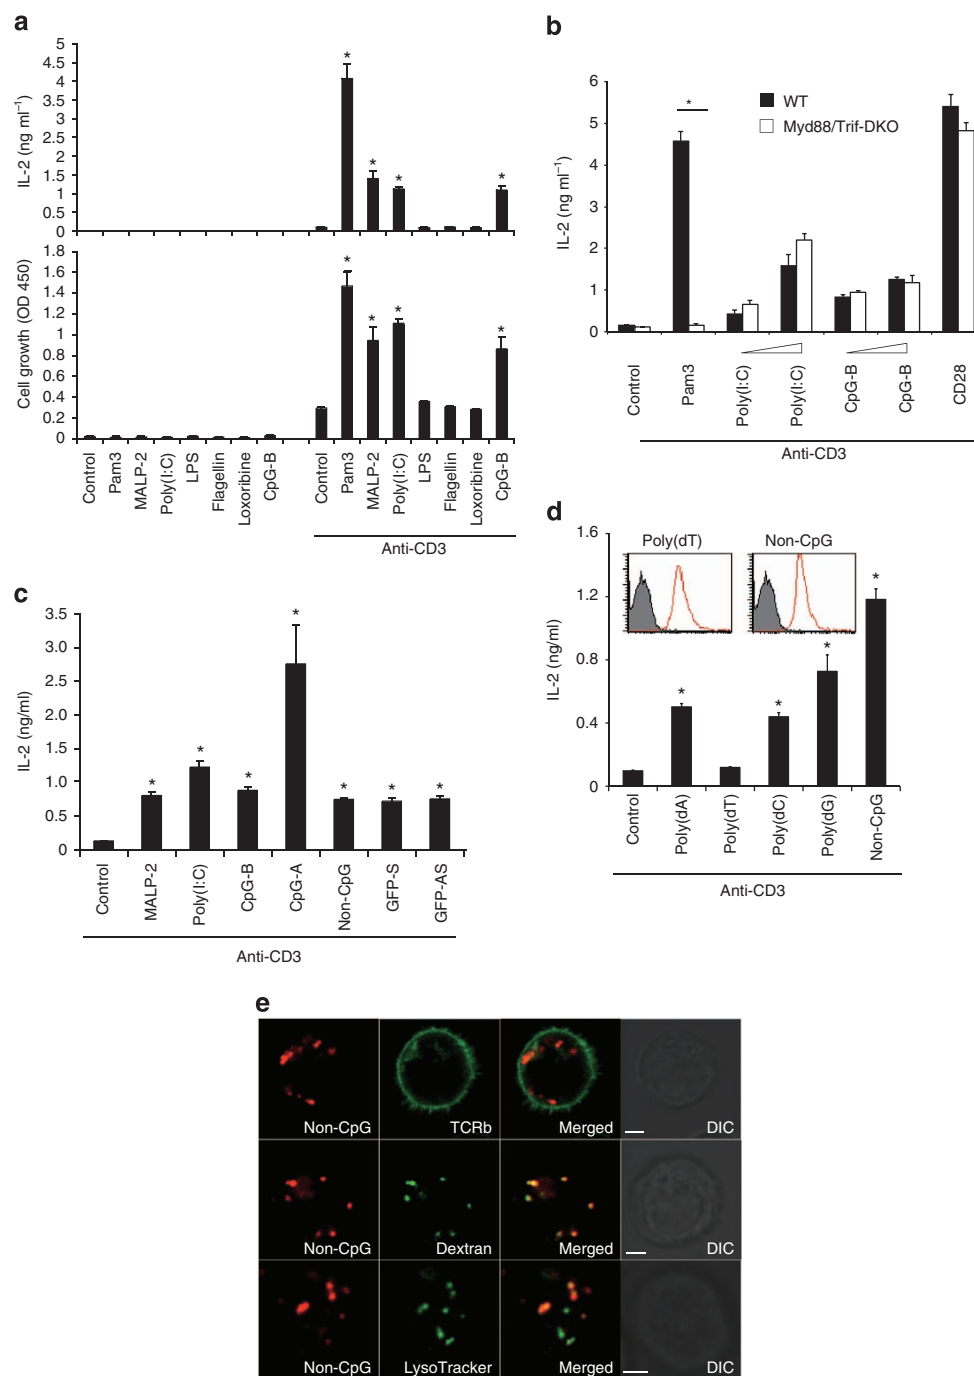 a
IL-2 (ng ml⁻¹)
5
4.5
4
3.5
3
2.5
2
1.5
1
0.5
0
* * * * 
Cell growth (OD 450)
1.8
1.6
1.4
1.2
1
0.8
0.6
0.4
0.2
0
* * * *
Control
Pam3
MALP-2
Poly(I:C)
LPS
Flagellin
Loxoribine
CpG-B
Control
Pam3
MALP-2
Poly(I:C)
LPS
Flagellin
Loxoribine
CpG-B
Anti-CD3
b
IL-2 (ng ml⁻¹)
6
5
4
3
2
1
0
*
WT
Myd88/Trif-DKO
Control
Pam3
Poly(I:C)
Poly(I:C)
CpG-B
CpG-B
CD28
Anti-CD3
c
IL-2 (ng/ml)
3.5
3.0
2.5
2.0
1.5
1.0
0.5
0
* * * * * * *
Control
MALP-2
Poly(I:C)
CpG-B
CpG-A
Non-CpG
GFP-S
GFP-AS
Anti-CD3
d
IL-2 (ng/ml)
1.6
1.2
0.8
0.4
0
Poly(dT)
Non-CpG
* * * *
Control
Poly(dA)
Poly(dT)
Poly(dC)
Poly(dG)
Non-CpG
Anti-CD3
e
Non-CpG TCRb Merged DIC
Non-CpG Dextran Merged DIC
Non-CpG LysoTracker Merged DIC